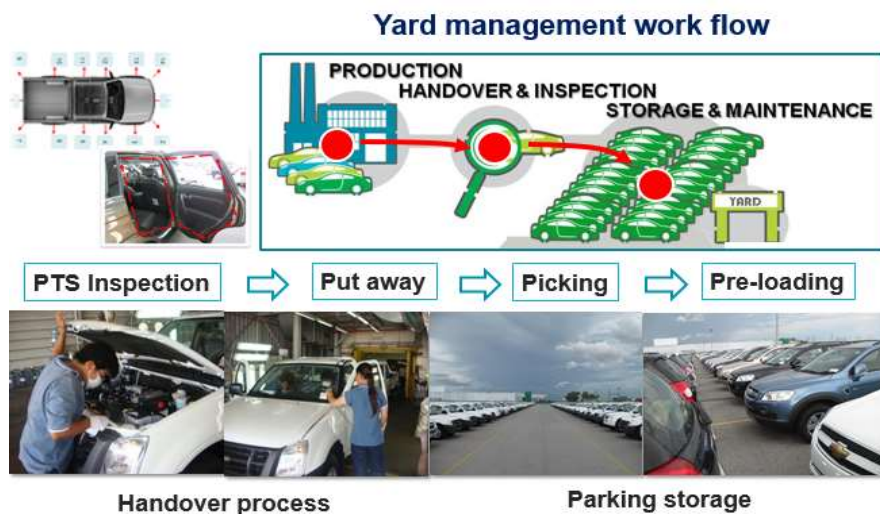 Yard management work flow
PRODUCTION
HANDOVER & INSPECTION
STORAGE & MAINTENANCE
YARD
PTS Inspection
Put away
Picking
Pre-loading
Handover process
Parking storage